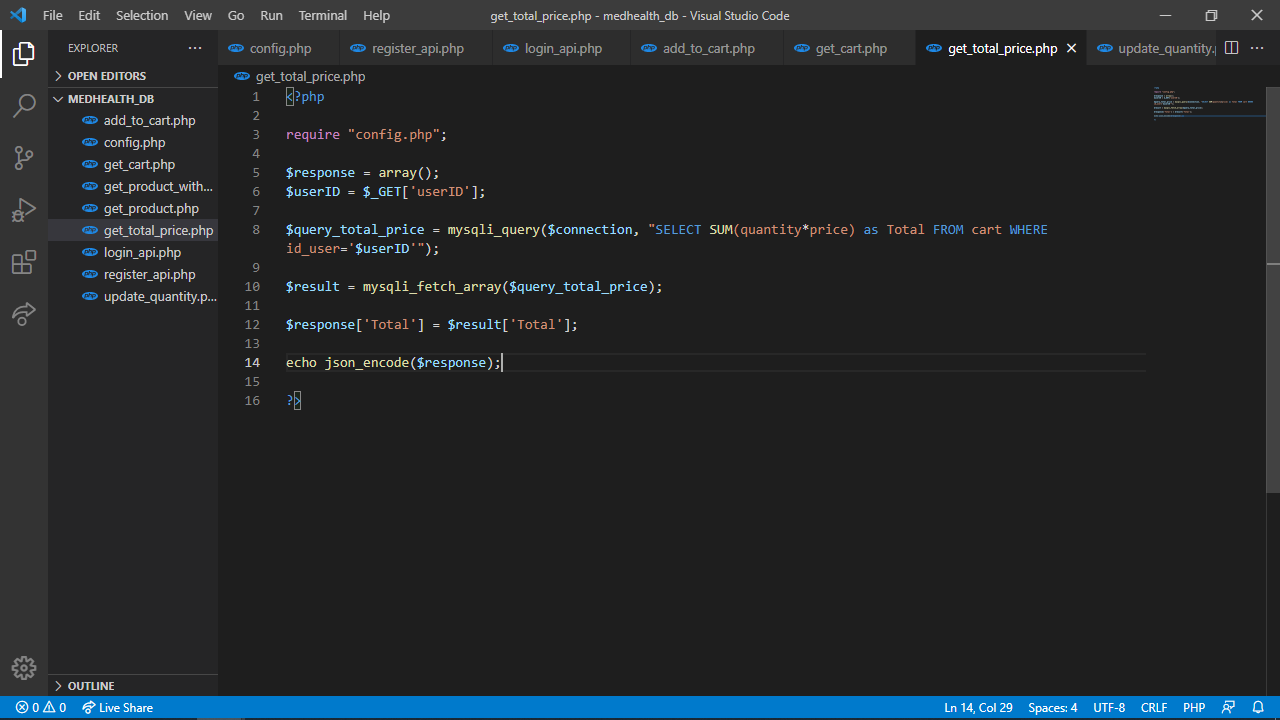 File Edit Selection View Go Run Terminal Help get_total_price.php - medhealth_db - Visual Studio Code
EXPLORER
config.php register_api.php login_api.php add_to_cart.php get_cart.php get_total_price.php update_quantity.p
OPEN EDITORS
MEDHEALTH_DB
add_to_cart.php
config.php
get_cart.php
get_product_with...
get_product.php
get_total_price.php
login_api.php
register_api.php
update_quantity.p...
OUTLINE
get_total_price.php
1 <?php
2
3 require "config.php";
4
5 $response = array();
6 $userID = $_GET['userID'];
7
8 $query_total_price = mysqli_query($connection, "SELECT SUM(quantity*price) as Total FROM cart WHERE
id_user='$userID'");
9
10 $result = mysqli_fetch_array($query_total_price);
11
12 $response['Total'] = $result['Total'];
13
14 echo json_encode($response);
15
16 ?>
0 0 Live Share Ln 14, Col 29 Spaces: 4 UTF-8 CRLF PHP